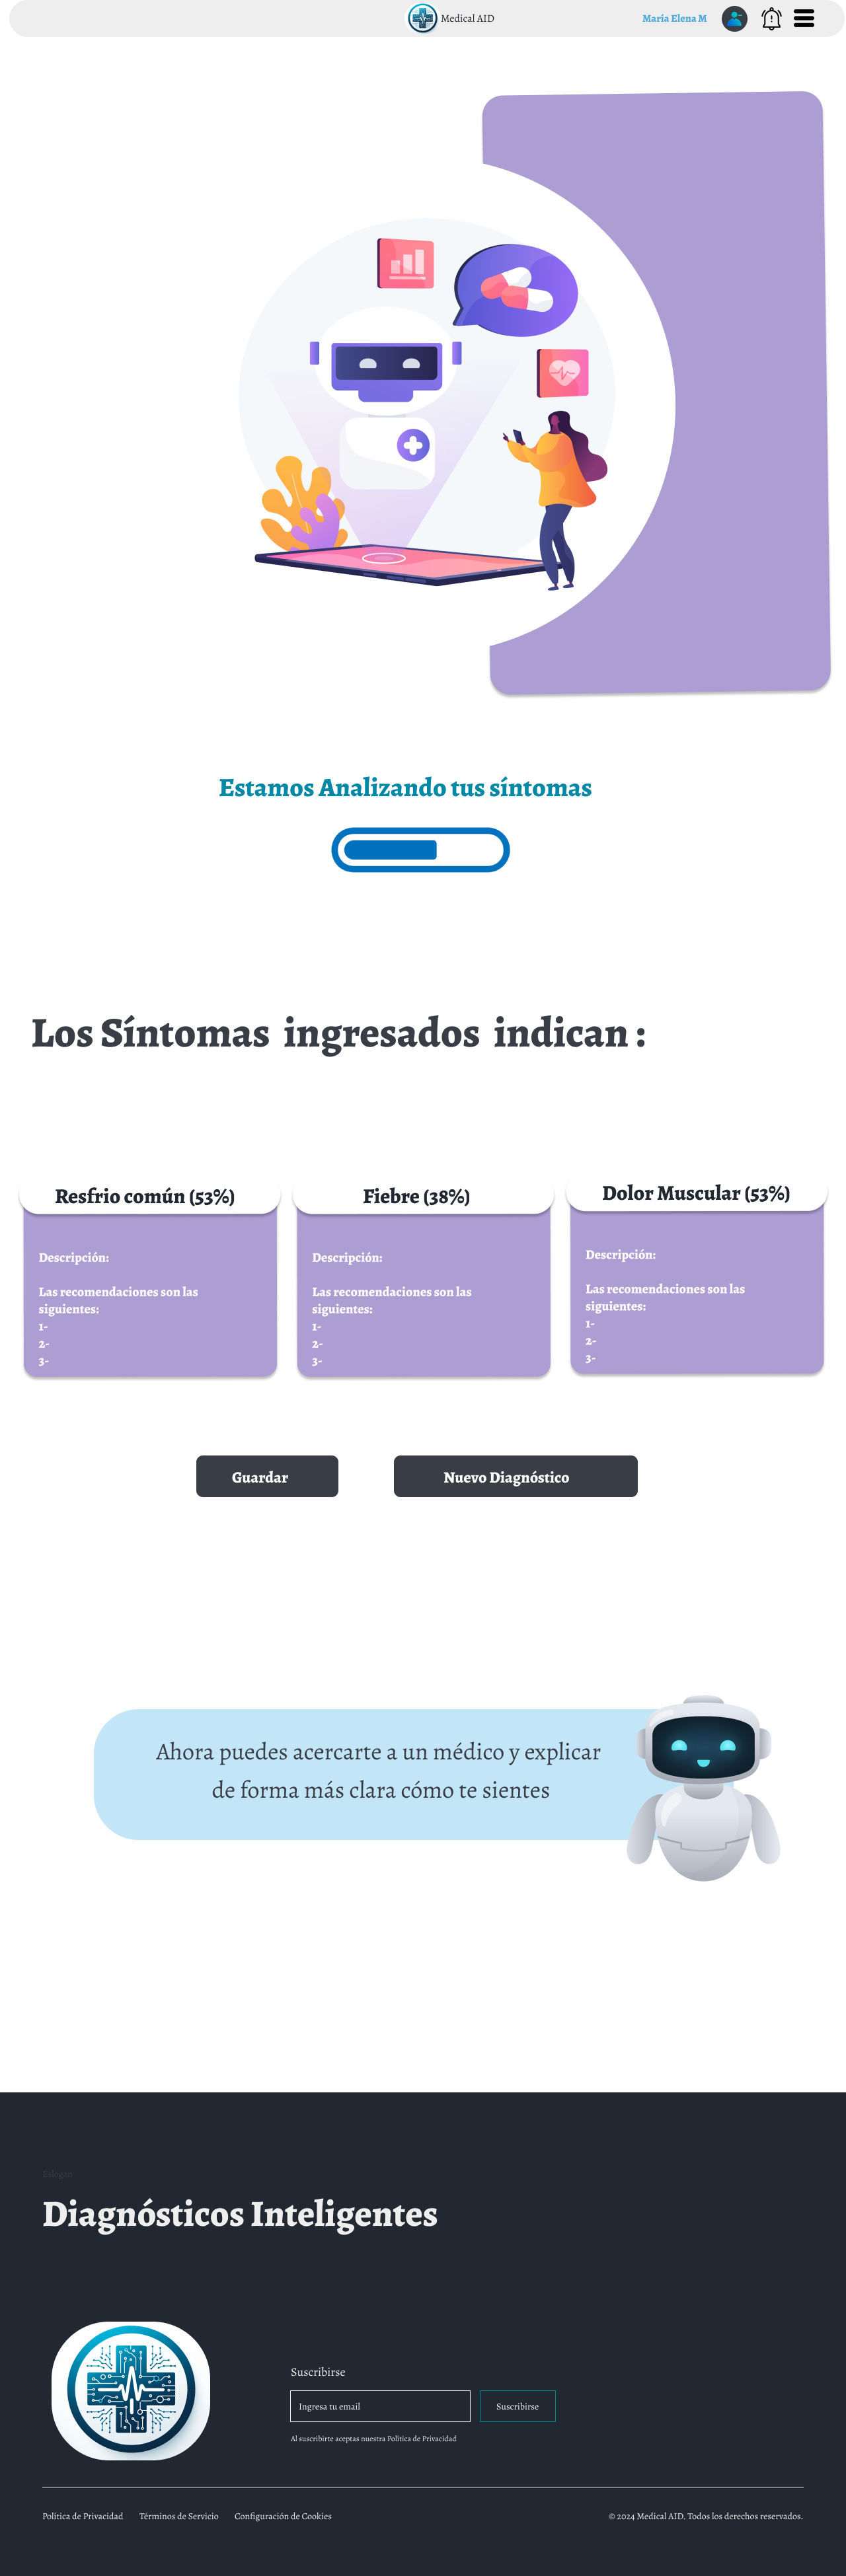 Medical AID
María Elena M
Estamos Analizando tus síntomas
Los Síntomas ingresados indican :
Resfrio común (53%)
Descripción:
Las recomendaciones son las
siguientes:
1-
2-
3-
Fiebre (38%)
Descripción:
Las recomendaciones son las
siguientes:
1-
2-
3-
Dolor Muscular (53%)
Descripción:
Las recomendaciones son las
siguientes:
1-
2-
3-
Guardar
Nuevo Diagnóstico
Ahora puedes acercarte a un médico y explicar
de forma más clara cómo te sientes
Eslogan
Diagnósticos Inteligentes
Suscribirse
Ingresa tu email
Suscribirse
Al suscribirte aceptas nuestra Política de Privacidad
Política de Privacidad
Términos de Servicio
Configuración de Cookies
© 2024 Medical AID. Todos los derechos reservados.